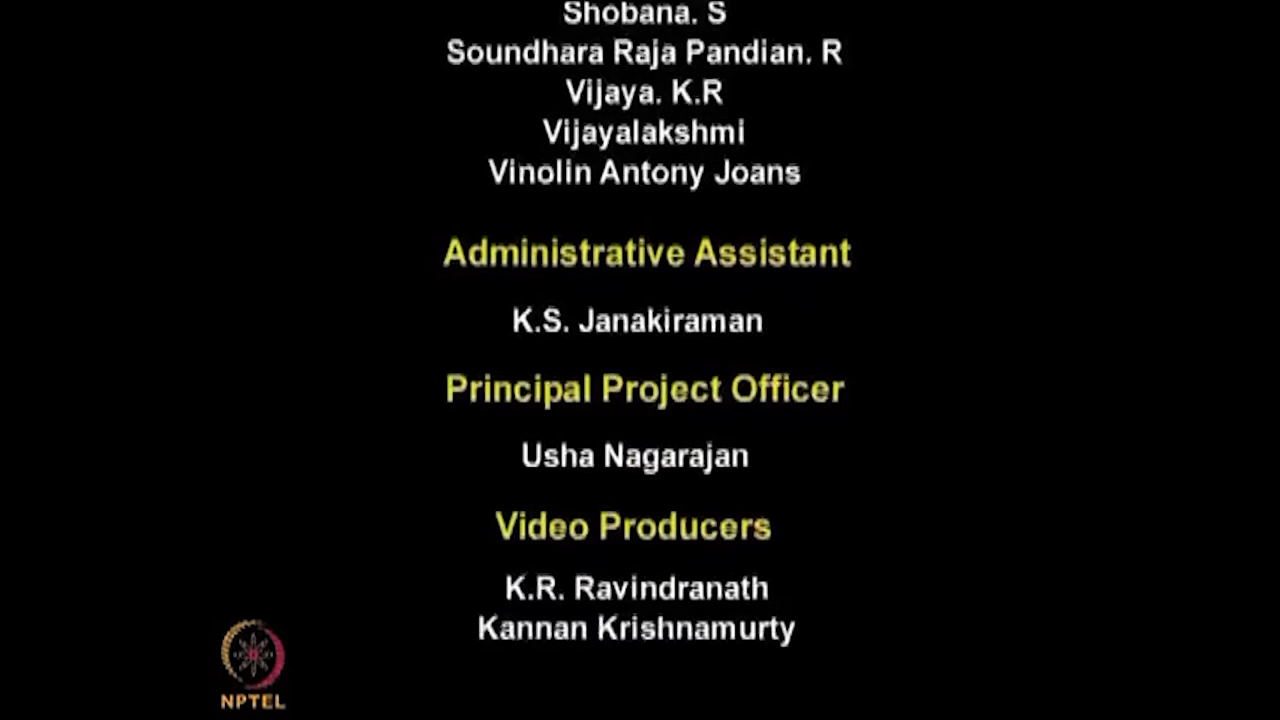 Shobana. S
Soundhara Raja Pandian. R
Vijaya. K.R
Vijayalakshmi
Vinolin Antony Joans
Administrative Assistant
K.S. Janakiraman
Principal Project Officer
Usha Nagarajan
Video Producers
K.R. Ravindranath
Kannan Krishnamurty
NPTEL